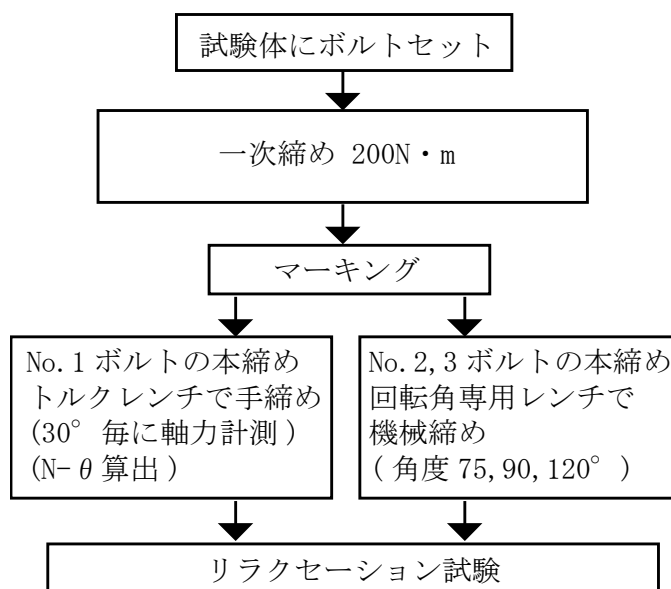 試験体にボルトセット
一次締め 200N・m
マーキング
No.1 ボルトの本締め
トルクレンチで手締め
(30° 毎に軸力計測)
(N-θ算出)
No.2,3 ボルトの本締め
回転角専用レンチで
機械締め
(角度 75,90,120°)
リラクセーション試験